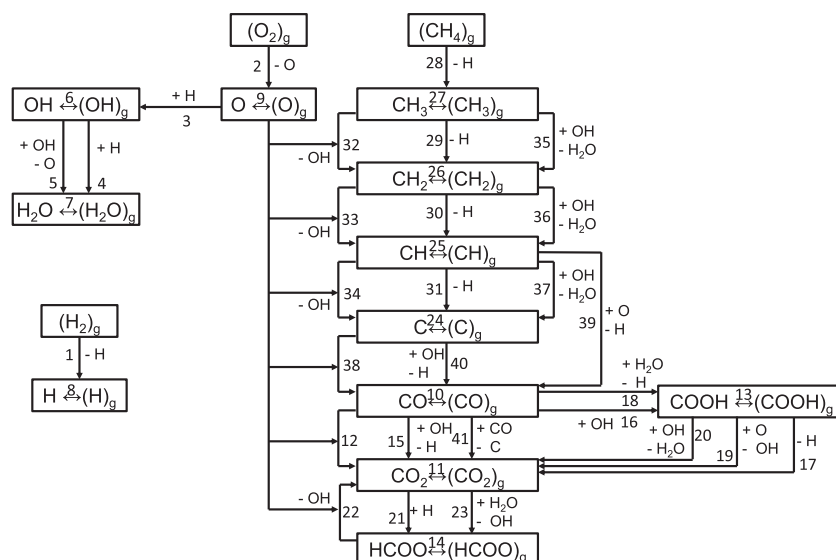 (O₂)g
2 - O
O 9↔ (O)g
+ H
3
OH 6↔ (OH)g
+ OH
- O
5
+ H
4
H₂O 7↔ (H₂O)g
(H₂)g
1 - H
H 8↔ (H)g
(CH₄)g
28 - H
CH₃ 27↔ (CH₃)g
- OH 32
29 - H
35 + OH
- H₂O
CH₂ 26↔ (CH₂)g
- OH 33
30 - H
36 + OH
- H₂O
CH 25↔ (CH)g
- OH 34
31 - H
37 + OH
- H₂O
39 + O
- H
C 24↔ (C)g
38
+ OH
- H
40
CO 10↔ (CO)g
+ H₂O
- H
18
+ OH 16
COOH 13↔ (COOH)g
12
15 + OH
- H
41 + CO
- C
+ OH
- H₂O
20
+ O
- OH
19
- H
17
CO₂ 11↔ (CO₂)g
- OH 22
21 + H
23 + H₂O
- OH
HCOO 14↔ (HCOO)g